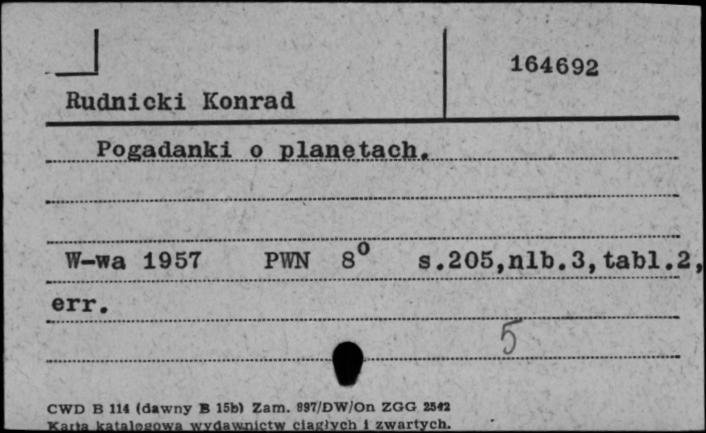 164692
Rudnicki Konrad
Pogadanki o planetach.
W-wa 1957 PWN 8⁰ s.205,nlb.3,tabl.2,
err.
5
CWD B 114 (dawny B 15b) Zam. 897/DW/On ZGG 2542
Karta katalogowa wydawnictw ciągłych i zwartych.